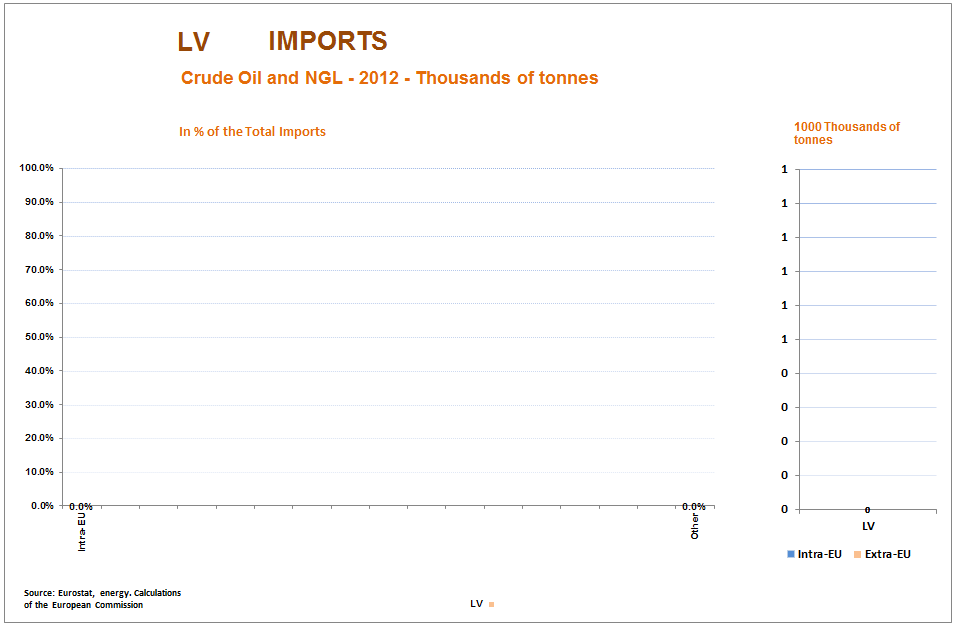 LV IMPORTS
Crude Oil and NGL - 2012 - Thousands of tonnes
In % of the Total Imports
1000 Thousands of
tonnes
100.0%
90.0%
80.0%
70.0%
60.0%
50.0%
40.0%
30.0%
20.0%
10.0%
0.0%
0.0%
0.0%
Intra-EU
Other
1
1
1
1
1
1
0
0
0
0
0
0
LV
Intra-EU Extra-EU
Source: Eurostat, energy. Calculations
of the European Commission
LV